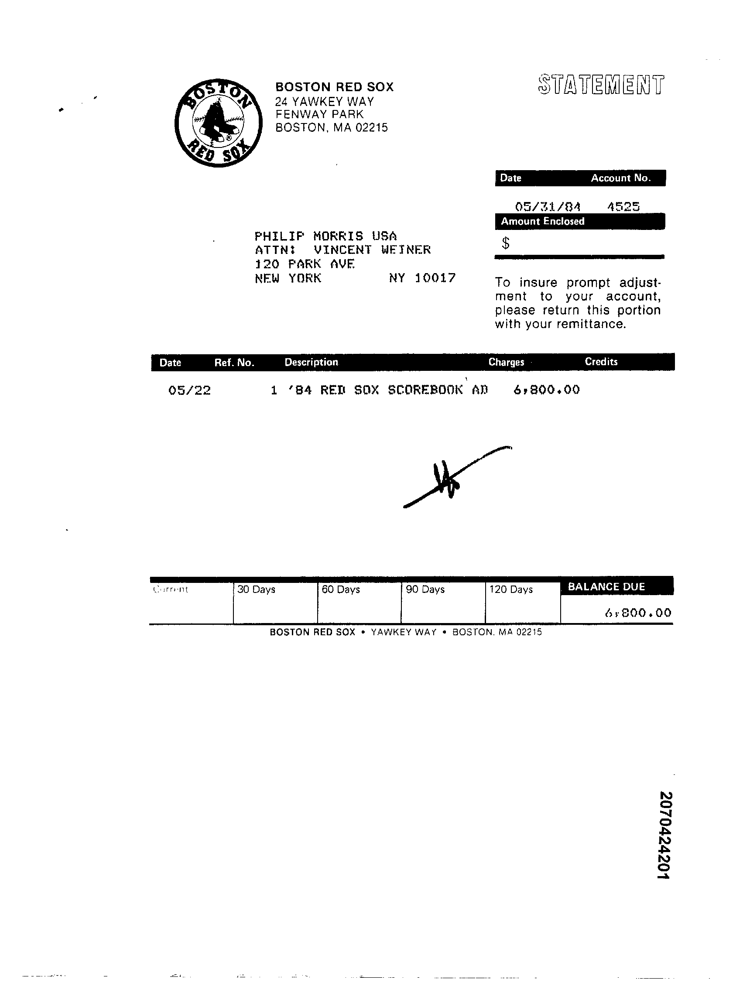 BOSTON
RED SOX
BOSTON RED SOX
24 YAWKEY WAY
FENWAY PARK
BOSTON, MA 02215
STATEMENT
Date Account No.
05/31/84 4525
Amount Enclosed
$
PHILIP MORRIS USA
ATTN: VINCENT WEINER
120 PARK AVE
NEW YORK NY 10017
To insure prompt adjust-
ment to your account,
please return this portion
with your remittance.
Date Ref. No. Description Charges Credits
05/22 1 '84 RED SOX SCOREBOOK AD 6,800.00
Current 30 Days 60 Days 90 Days 120 Days BALANCE DUE
6,800.00
BOSTON RED SOX • YAWKEY WAY • BOSTON, MA 02215
2070424201